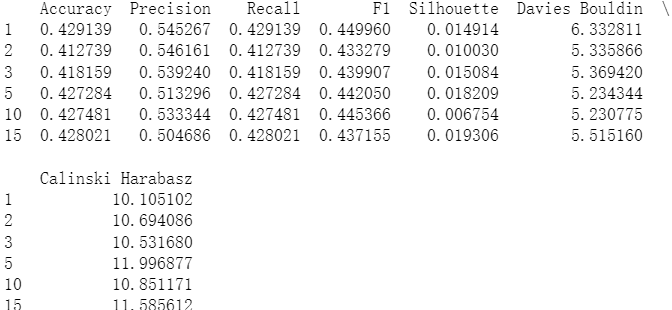 Accuracy Precision Recall F1 Silhouette Davies Bouldin \
1 0.429139 0.545267 0.429139 0.449960 0.014914 6.332811
2 0.412739 0.546161 0.412739 0.433279 0.010030 5.335866
3 0.418159 0.539240 0.418159 0.439907 0.015084 5.369420
5 0.427284 0.513296 0.427284 0.442050 0.018209 5.234344
10 0.427481 0.533344 0.427481 0.445366 0.006754 5.230775
15 0.428021 0.504686 0.428021 0.437155 0.019306 5.515160
Calinski Harabasz
1 10.105102
2 10.694086
3 10.531680
5 11.996877
10 10.851171
15 11.585612